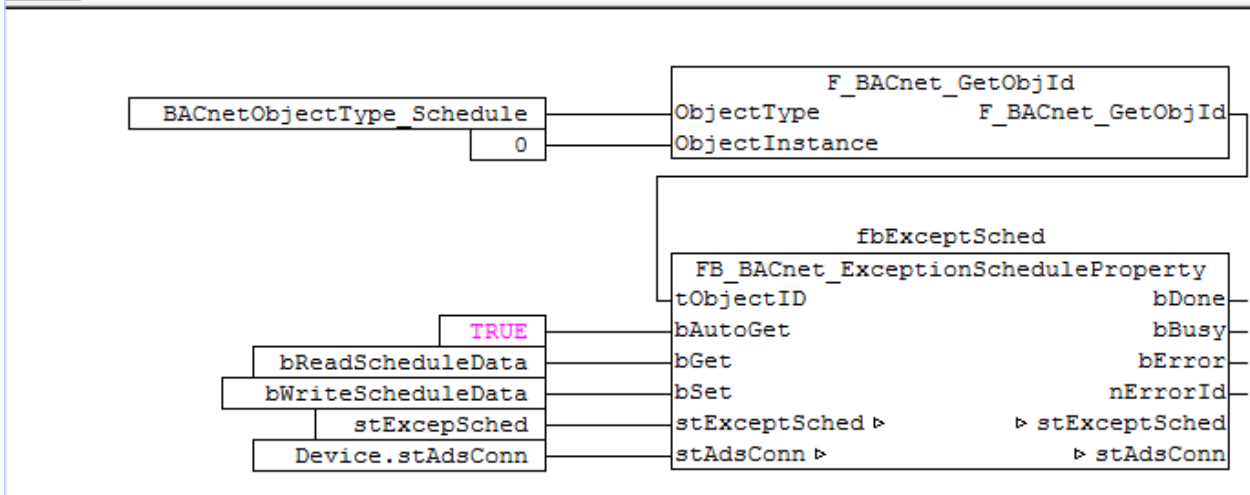 F_BACnet_GetObjId
BACnetObjectType_Schedule ObjectType F_BACnet_GetObjId
0 ObjectInstance
fbExceptSched
FB_BACnet_ExceptionScheduleProperty
tObjectID bDone
TRUE bAutoGet bBusy
bReadScheduleData bGet bError
bWriteScheduleData bSet nErrorId
stExcepSched stExceptSched ▷ ▷ stExceptSched
Device.stAdsConn stAdsConn ▷ ▷ stAdsConn